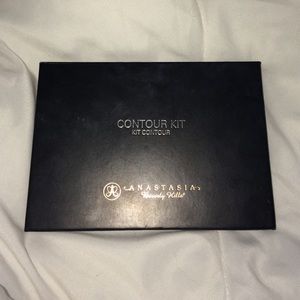 CONTOUR KIT
KIT CONTOUR
ANASTASIA
Beverly Hills